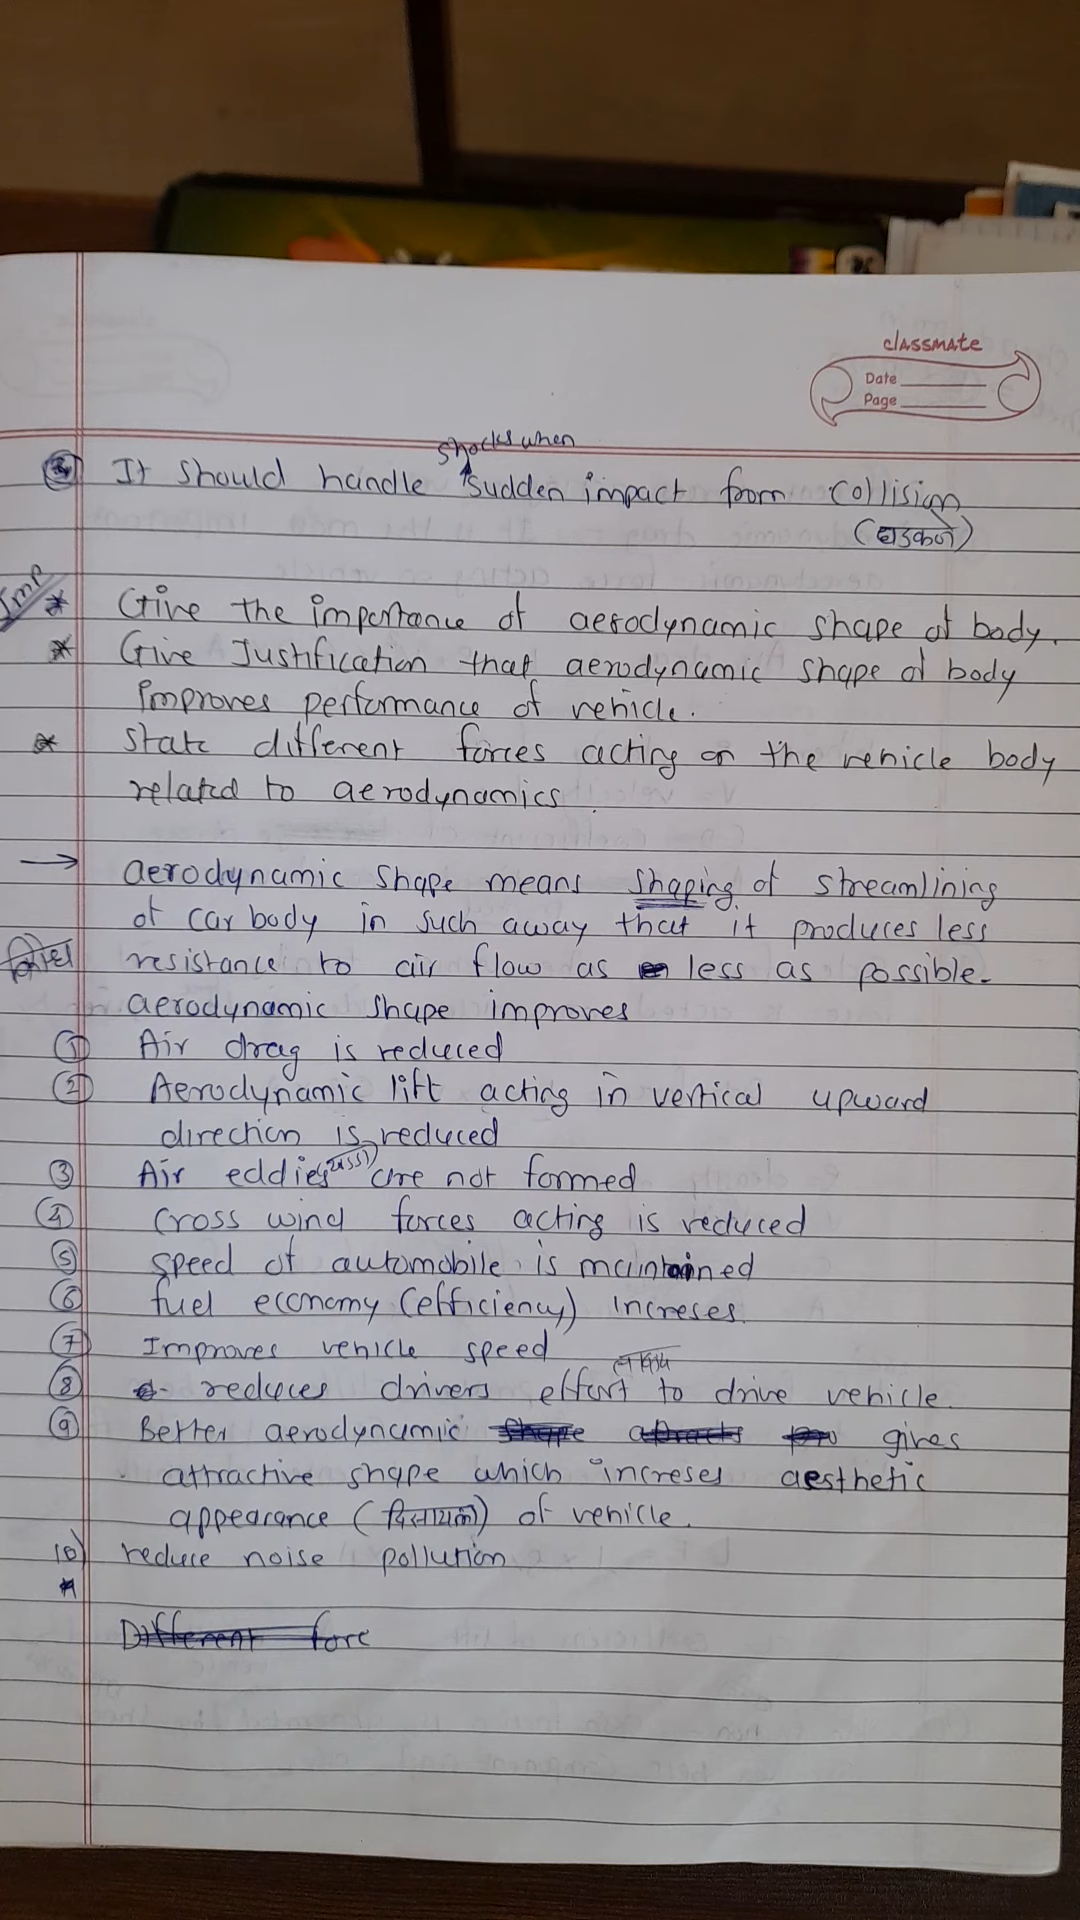 classmate
Date
Page
shocks when
It should handle sudden impact from collision
(धडकने)
Imp
* Give the importance of aerodynamic shape of body.
* Give Justification that aerodynamic shape of body
improves performance of vehicle.
* State different forces acting on the vehicle body
related to aerodynamics.
→ aerodynamic shape means shaping of streamlining
of car body in such away that it produces less
resistance to air flow as less as possible.
aerodynamic shape improves
① Air drag is reduced
② Aerodynamic lift acting in vertical upward
direction is reduced
③ Air eddies are not formed
④ cross wind forces acting is reduced
⑤ speed of automobile is maintained
⑥ fuel economy (efficiency) increses
⑦ Improves vehicle speed
⑧ reduces drivers effort to drive vehicle.
⑨ Better aerodynamic shape gives
attractive shape which increses aesthetic
appearance of vehicle.
10) reduce noise pollution
*
Different forc